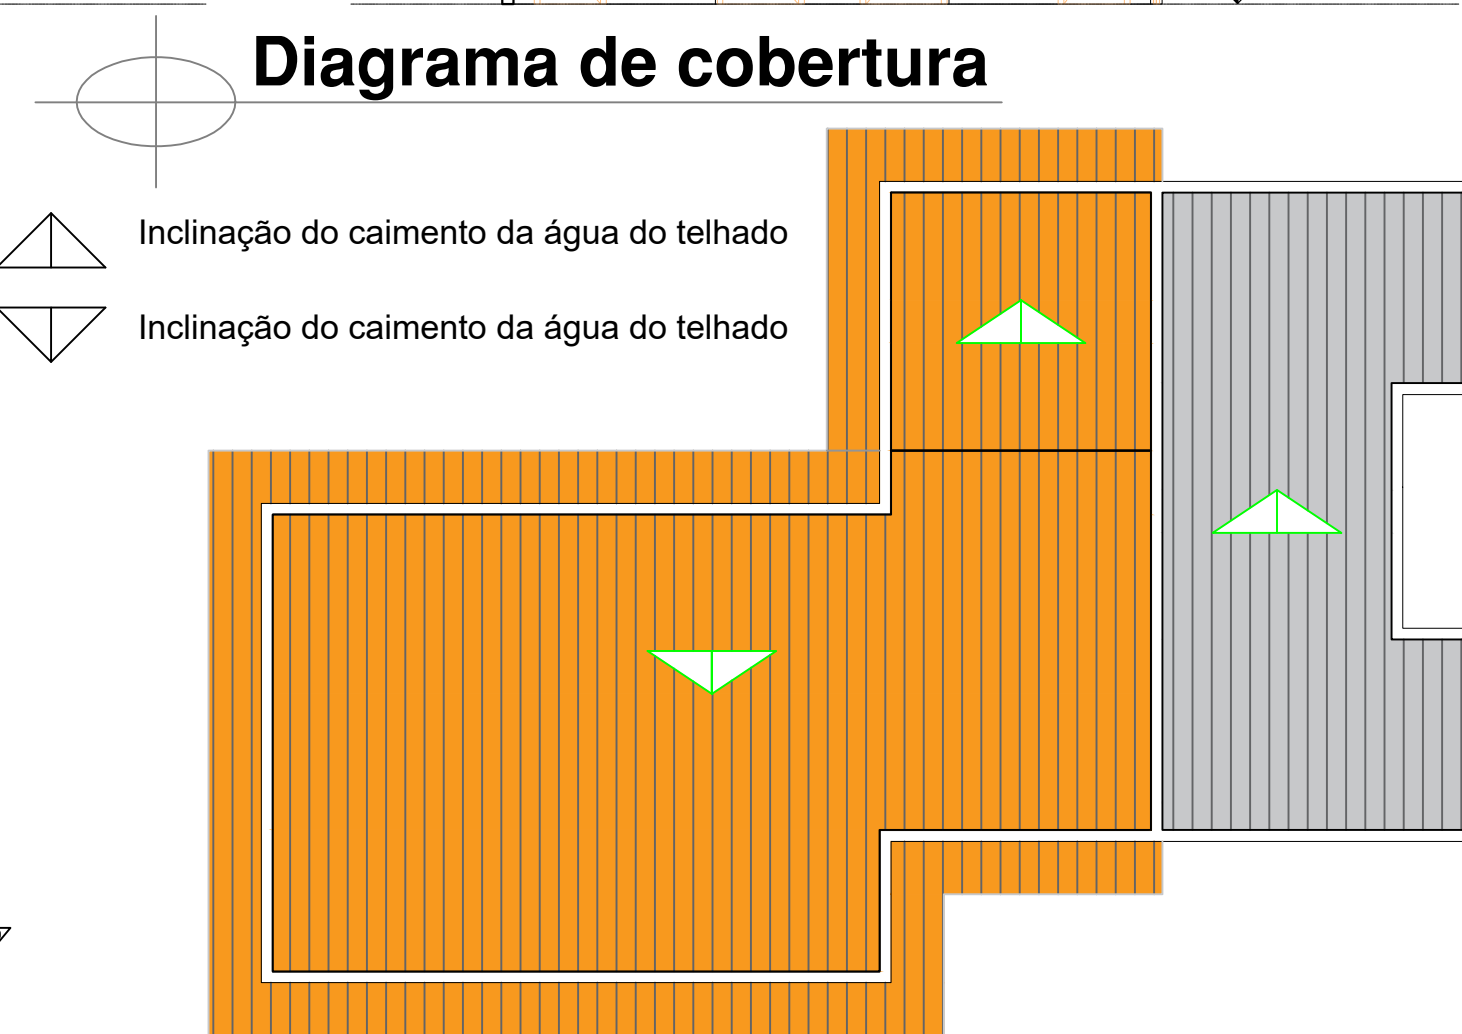 Diagrama de cobertura
Inclinação do caimento da água do telhado
Inclinação do caimento da água do telhado